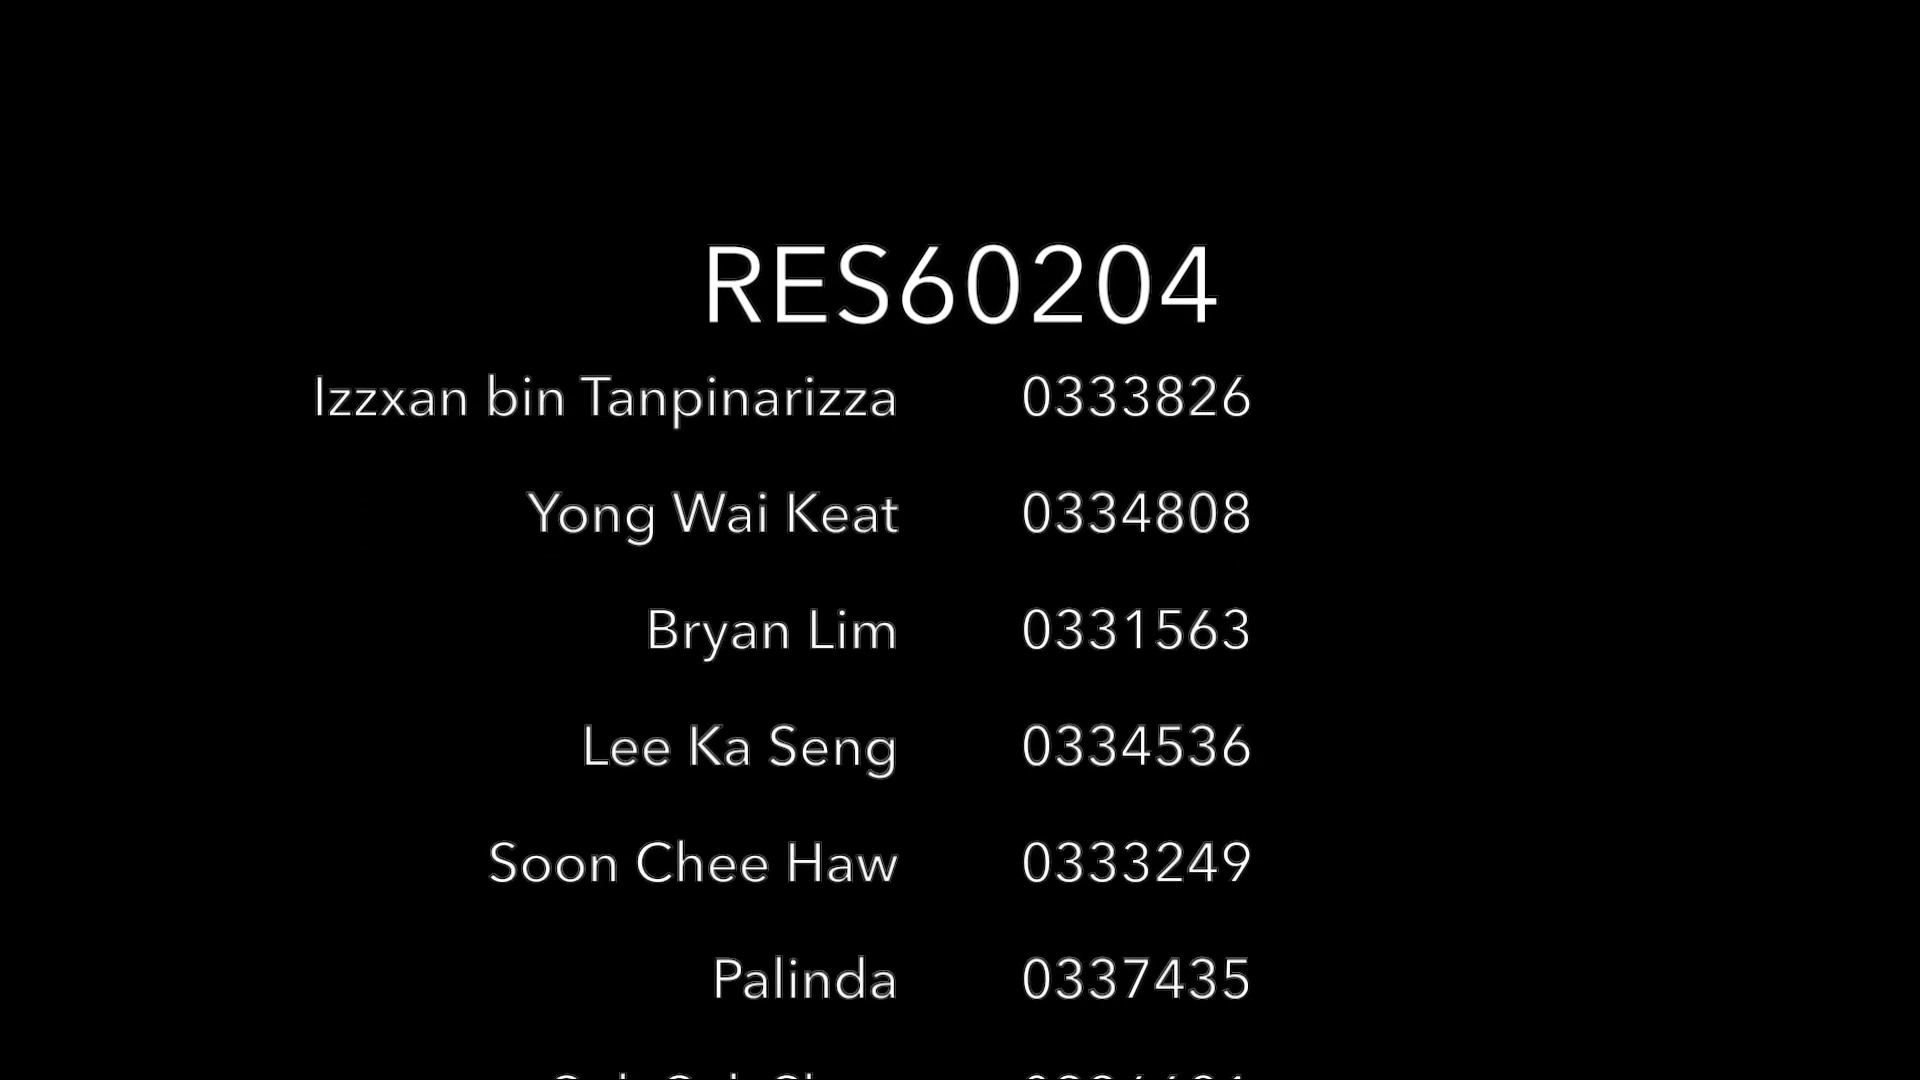 RES60204
Izzxan bin Tanpinarizza 0333826
Yong Wai Keat 0334808
Bryan Lim 0331563
Lee Ka Seng 0334536
Soon Chee Haw 0333249
Palinda 0337435